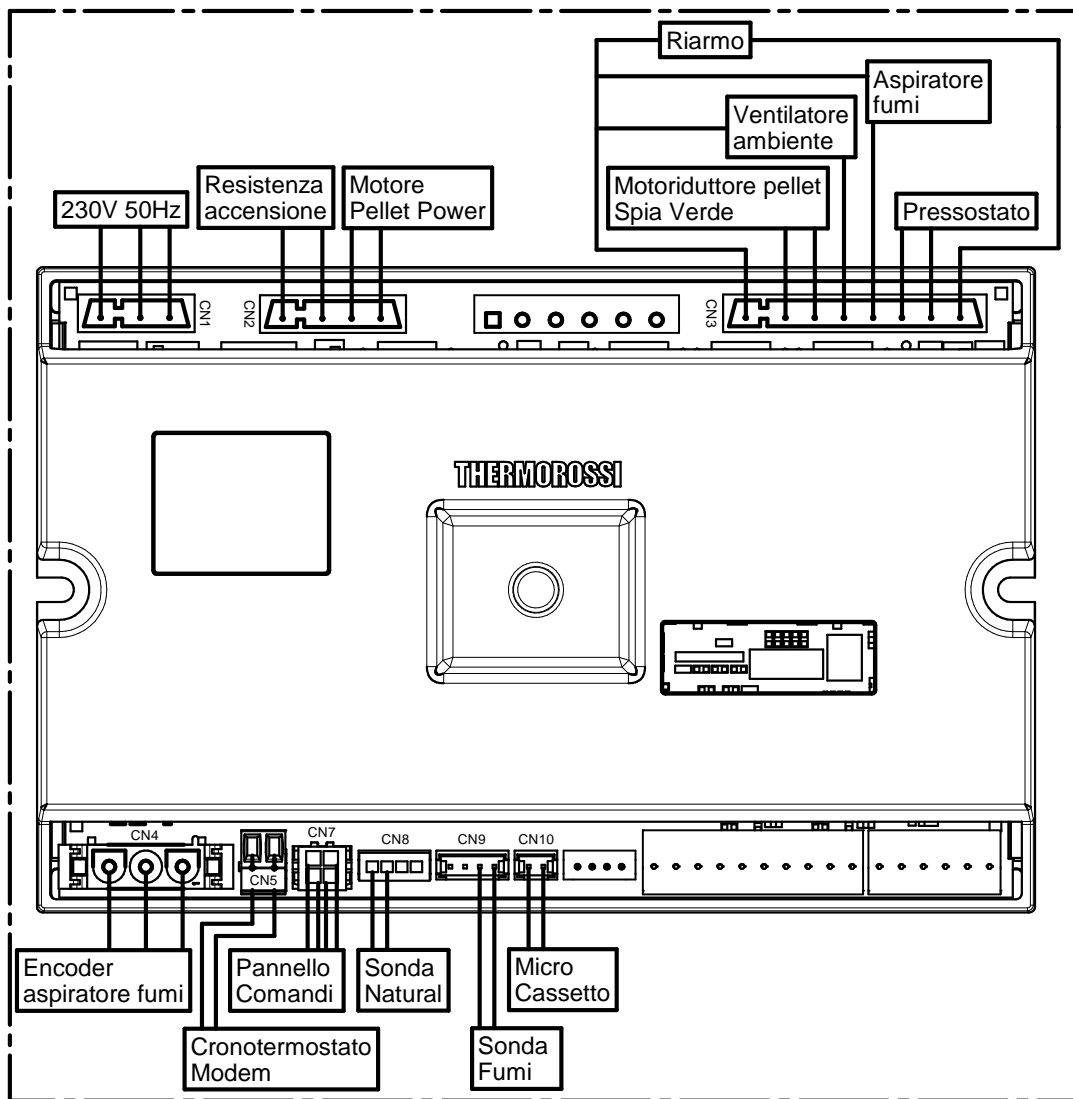 Riarmo
Aspiratore
fumi
Ventilatore
ambiente
Resistenza
accensione
Motore
Pellet Power
Motoriduttore pellet
Spia Verde
230V 50Hz
Pressostato
CN1
CN2
CN3
THERMOROSSI
CN4
CN5
CN7
CN8
CN9
CN10
Encoder
aspiratore fumi
Pannello
Comandi
Sonda
Natural
Micro
Cassetto
Cronotermostato
Modem
Sonda
Fumi